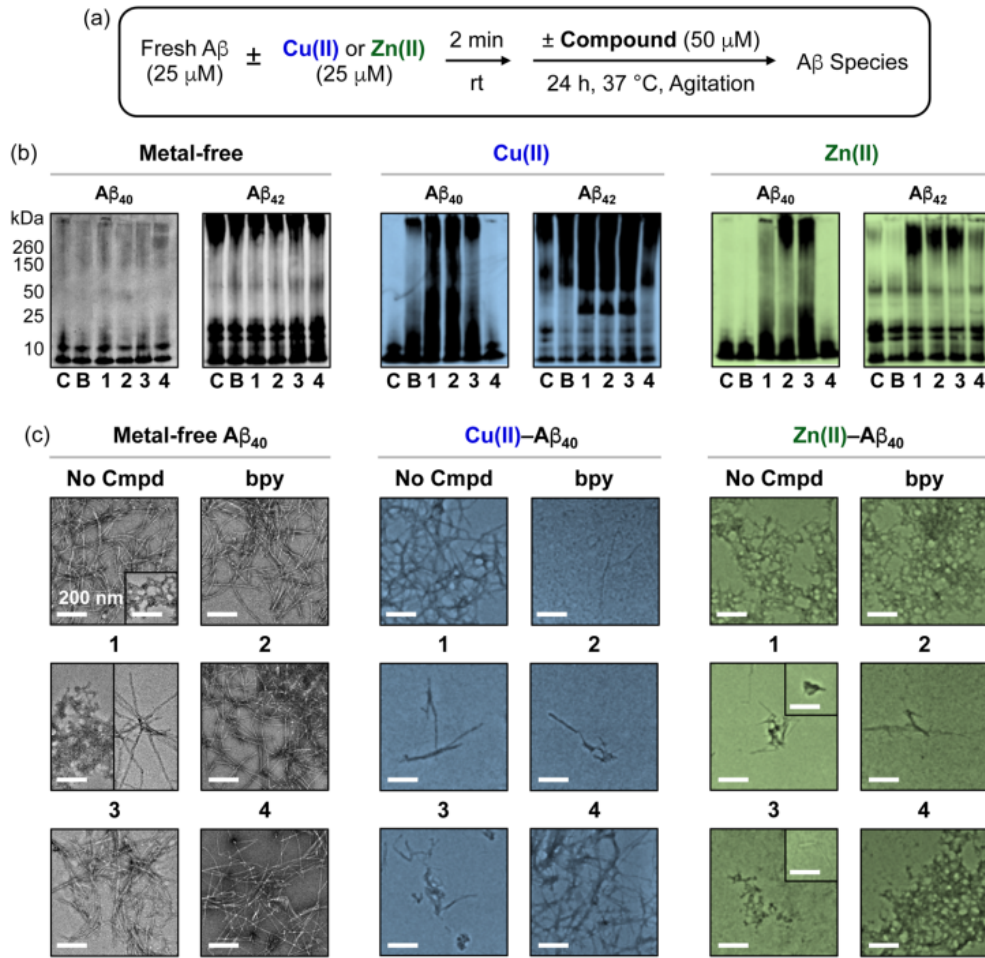 (a)
Fresh Aβ ± Cu(II) or Zn(II) 2 min ± Compound (50 μM) Aβ Species
(25 μM) (25 μM) rt 24 h, 37 °C, Agitation
(b)
Metal-free Cu(II) Zn(II)
Aβ₄₀ Aβ₄₂ Aβ₄₀ Aβ₄₂ Aβ₄₀ Aβ₄₂
kDa
260
150
50
25
10
C B 1 2 3 4 C B 1 2 3 4 C B 1 2 3 4 C B 1 2 3 4 C B 1 2 3 4 C B 1 2 3 4
(c)
Metal-free Aβ₄₀ Cu(II)–Aβ₄₀ Zn(II)–Aβ₄₀
No Cmpd bpy No Cmpd bpy No Cmpd bpy
200 nm
1 2 1 2 1 2
3 4 3 4 3 4